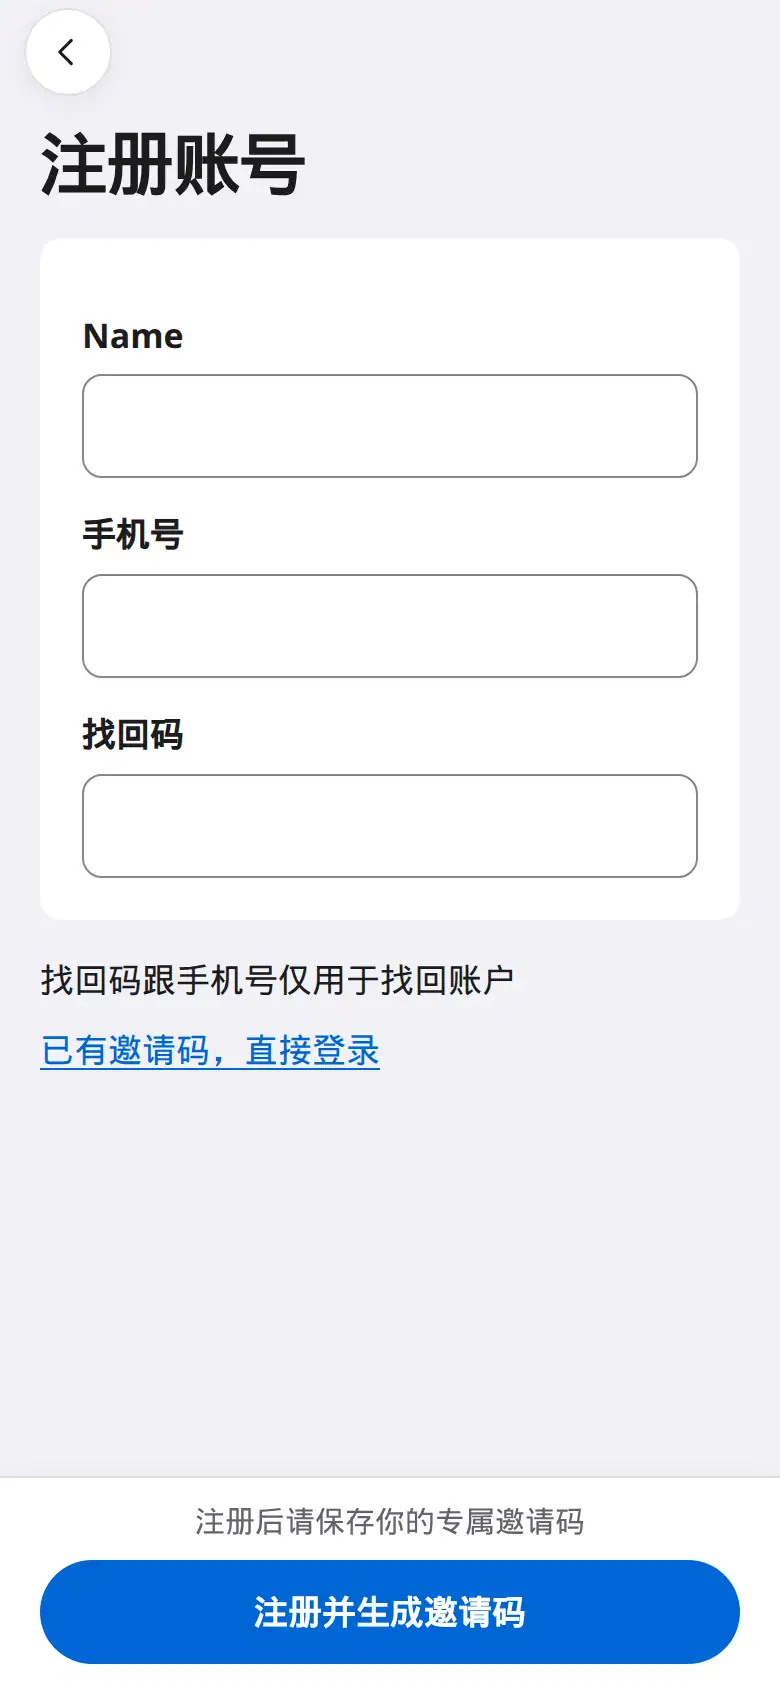 注册账号
Name
手机号
找回码
找回码跟手机号仅用于找回账户
已有邀请码，直接登录
注册后请保存你的专属邀请码
注册并生成邀请码